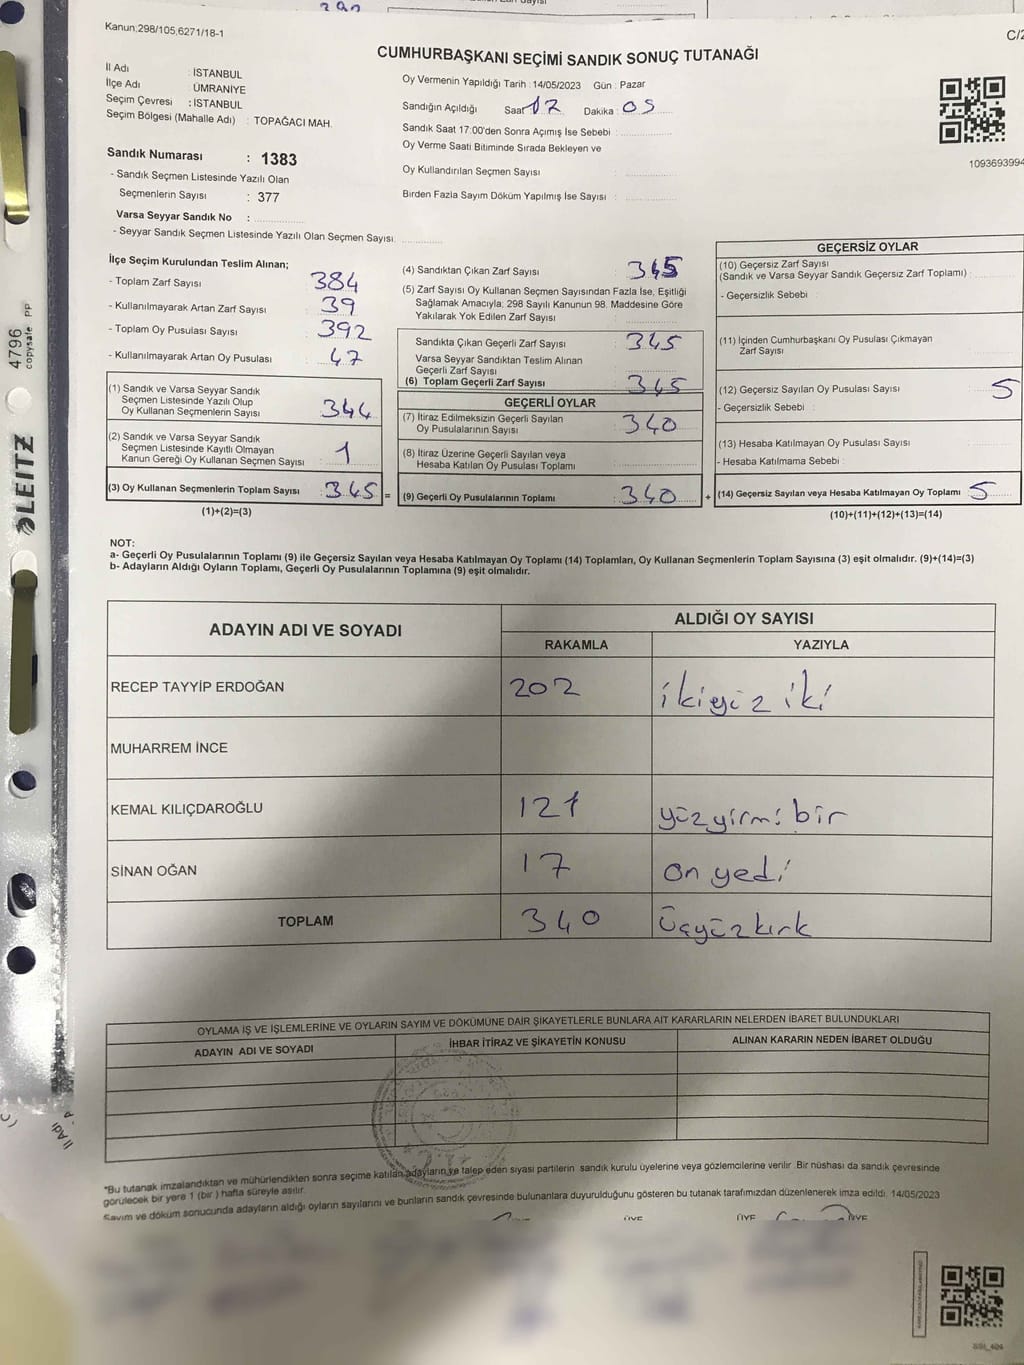 Kanun;298/105,6271/18-1
C/2
CUMHURBAŞKANI SEÇİMİ SANDIK SONUÇ TUTANAĞI
İl Adı : İSTANBUL
İlçe Adı : ÜMRANİYE
Seçim Çevresi : İSTANBUL
Seçim Bölgesi (Mahalle Adı) : TOPAĞACI MAH.
Sandık Numarası : 1383
- Sandık Seçmen Listesinde Yazılı Olan
Seçmenlerin Sayısı : 377
Varsa Seyyar Sandık No :
- Seyyar Sandık Seçmen Listesinde Yazılı Olan Seçmen Sayısı:
Oy Vermenin Yapıldığı Tarih : 14/05/2023 Gün : Pazar
Sandığın Açıldığı Saat 17 Dakika : 05
Sandık Saat 17:00'den Sonra Açımış İse Sebebi :
Oy Verme Saati Bitiminde Sırada Bekleyen ve
Oy Kullandırılan Seçmen Sayısı :
Birden Fazla Sayım Döküm Yapılmış İse Sayısı :
1093693994
İlçe Seçim Kurulundan Teslim Alınan;
- Toplam Zarf Sayısı : 384
- Kullanılmayarak Artan Zarf Sayısı : 39
- Toplam Oy Pusulası Sayısı : 392
- Kullanılmayarak Artan Oy Pusulası : 47
(1) Sandık ve Varsa Seyyar Sandık
Seçmen Listesinde Yazılı Olup
Oy Kullanan Seçmenlerin Sayısı : 344
(2) Sandık ve Varsa Seyyar Sandık
Seçmen Listesinde Kayıtlı Olmayan
Kanun Gereği Oy Kullanan Seçmen Sayısı : 1
(3) Oy Kullanan Seçmenlerin Toplam Sayısı : 345 =
(1)+(2)=(3)
(4) Sandıktan Çıkan Zarf Sayısı : 345
(5) Zarf Sayısı Oy Kullanan Seçmen Sayısından Fazla İse, Eşitliği
Sağlamak Amacıyla; 298 Sayılı Kanunun 98. Maddesine Göre
Yakılarak Yok Edilen Zarf Sayısı :
Sandıkta Çıkan Geçerli Zarf Sayısı : 345
Varsa Seyyar Sandıktan Teslim Alınan
Geçerli Zarf Sayısı :
(6) Toplam Geçerli Zarf Sayısı : 345
GEÇERLİ OYLAR
(7) İtiraz Edilmeksizin Geçerli Sayılan
Oy Pusulalarının Sayısı : 340
(8) İtiraz Üzerine Geçerli Sayılan veya
Hesaba Katılan Oy Pusulası Toplamı :
(9) Geçerli Oy Pusulalarının Toplamı : 340 +
GEÇERSİZ OYLAR
(10) Geçersiz Zarf Sayısı
(Sandık ve Varsa Seyyar Sandık Geçersiz Zarf Toplamı) :
- Geçersizlik Sebebi :
(11) İçinden Cumhurbaşkanı Oy Pusulası Çıkmayan
Zarf Sayısı :
(12) Geçersiz Sayılan Oy Pusulası Sayısı : 5
- Geçersizlik Sebebi :
(13) Hesaba Katılmayan Oy Pusulası Sayısı :
- Hesaba Katılmama Sebebi :
(14) Geçersiz Sayılan veya Hesaba Katılmayan Oy Toplamı : 5
(10)+(11)+(12)+(13)=(14)
NOT:
a- Geçerli Oy Pusulalarının Toplamı (9) ile Geçersiz Sayılan veya Hesaba Katılmayan Oy Toplamı (14) Toplamları, Oy Kullanan Seçmenlerin Toplam Sayısına (3) eşit olmalıdır. (9)+(14)=(3)
b- Adayların Aldığı Oyların Toplamı, Geçerli Oy Pusulalarının Toplamına (9) eşit olmalıdır.
ADAYIN ADI VE SOYADI
ALDIĞI OY SAYISI
RAKAMLA YAZIYLA
RECEP TAYYİP ERDOĞAN 202 ikiyüz iki
MUHARREM İNCE
KEMAL KILIÇDAROĞLU 121 yüzyirmi bir
SİNAN OĞAN 17 on yedi
TOPLAM 340 üçyüzkırk
OYLAMA İŞ VE İŞLEMLERİNE VE OYLARIN SAYIM VE DÖKÜMÜNE DAİR ŞİKAYETLERLE BUNLARA AİT KARARLARIN NELERDEN İBARET BULUNDUKLARI
ADAYIN ADI VE SOYADI İHBAR İTİRAZ VE ŞİKAYETİN KONUSU ALINAN KARARIN NEDEN İBARET OLDUĞU
*Bu tutanak imzalandıktan ve mühürlendikten sonra seçime katılan adayların ve talep eden siyasi partilerin sandık kurulu üyelerine veya gözlemcilerine verilir. Bir nüshası da sandık çevresinde
görülecek bir yere 1 (bir ) hafta süreyle asılır.
Sayım ve döküm sonucunda adayların aldığı oyların sayılarını ve bunların sandık çevresinde bulunanlara duyurulduğunu gösteren bu tutanak tarafımızdan düzenlenerek imza edildi. 14/05/2023
ÜYE ÜYE ÜYE
LEITZ
4796
copysafe PP
İl Adı